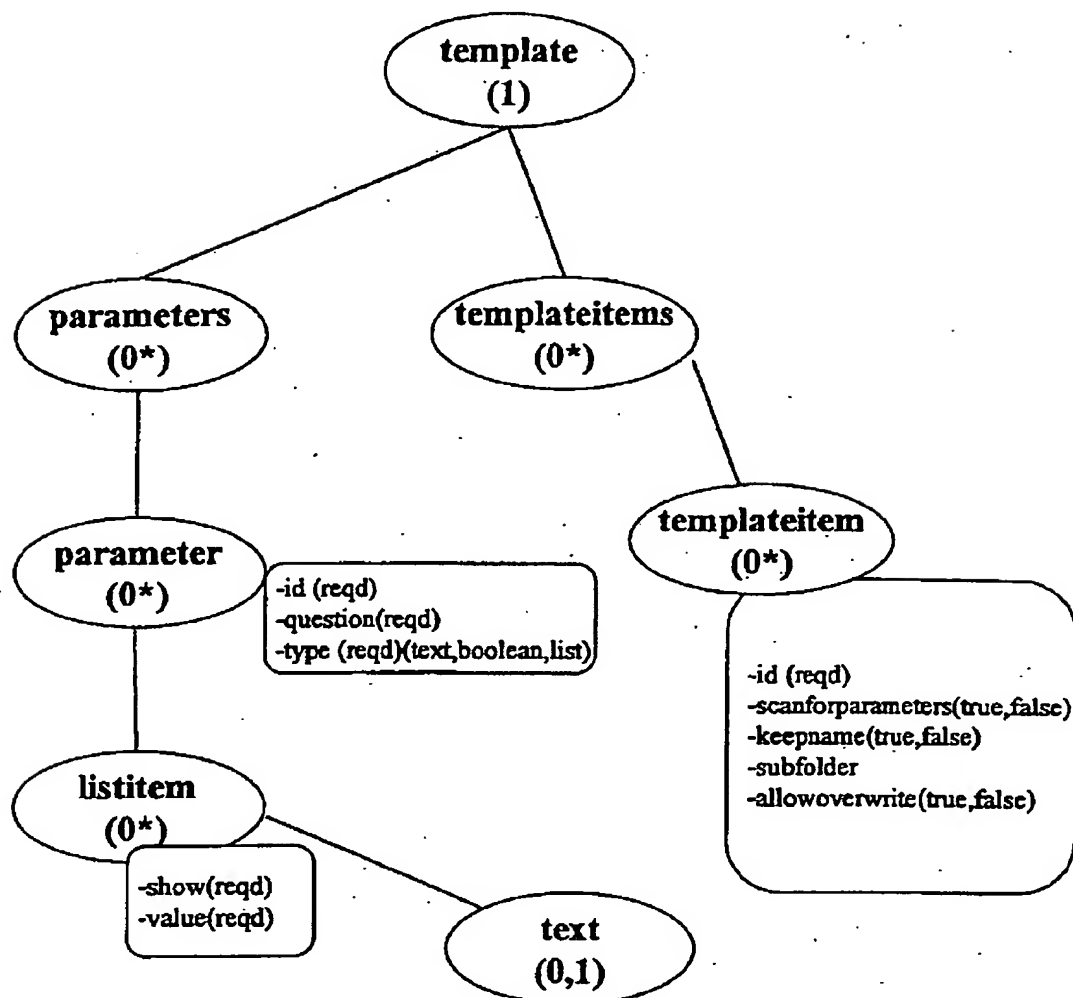 template
(1)
parameters
(0*)
templateitems
(0*)
parameter
(0*)
-id (reqd)
-question(reqd)
-type (reqd)(text,boolean,list)
templateitem
(0*)
-id (reqd)
-scanforparameters(true,false)
-keepname(true,false)
-subfolder
-allowoverwrite(true,false)
listitem
(0*)
-show(reqd)
-value(reqd)
text
(0,1)